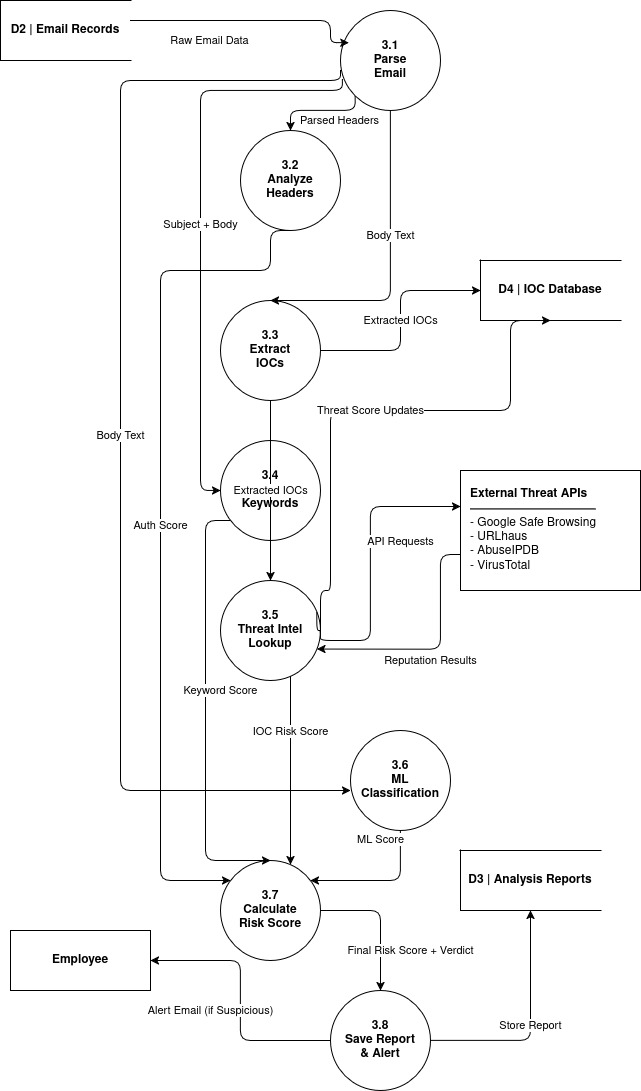 D2 | Email Records
Raw Email Data
3.1
Parse
Email
Parsed Headers
3.2
Analyze
Headers
Subject + Body
Body Text
D4 | IOC Database
3.3
Extract
IOCs
Extracted IOCs
Threat Score Updates
Body Text
3.4
Extracted IOCs
Keywords
External Threat APIs
- Google Safe Browsing
- URLhaus
- AbuseIPDB
- VirusTotal
Auth Score
API Requests
3.5
Threat Intel
Lookup
Reputation Results
Keyword Score
IOC Risk Score
3.6
ML
Classification
ML Score
D3 | Analysis Reports
3.7
Calculate
Risk Score
Employee
Final Risk Score + Verdict
Alert Email (if Suspicious)
3.8
Save Report
& Alert
Store Report